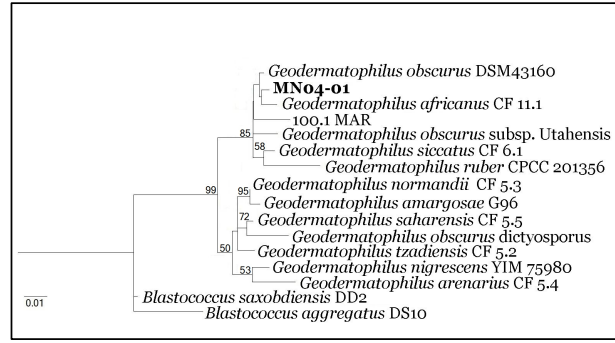 Geodermatophilus obscurus DSM43160
MN04-01
Geodermatophilus africanus CF 11.1
100.1 MAR
85
Geodermatophilus obscurus subsp. Utahensis
58
Geodermatophilus siccatus CF 6.1
Geodermatophilus ruber CPCC 201356
99
95
Geodermatophilus normandii CF 5.3
Geodermatophilus amargosae G96
72
Geodermatophilus saharensis CF 5.5
Geodermatophilus obscurus dictyosporus
50
Geodermatophilus tzadiensis CF 5.2
53
Geodermatophilus nigrescens YIM 75980
Geodermatophilus arenarius CF 5.4
0.01
Blastococcus saxobdiensis DD2
Blastococcus aggregatus DS10